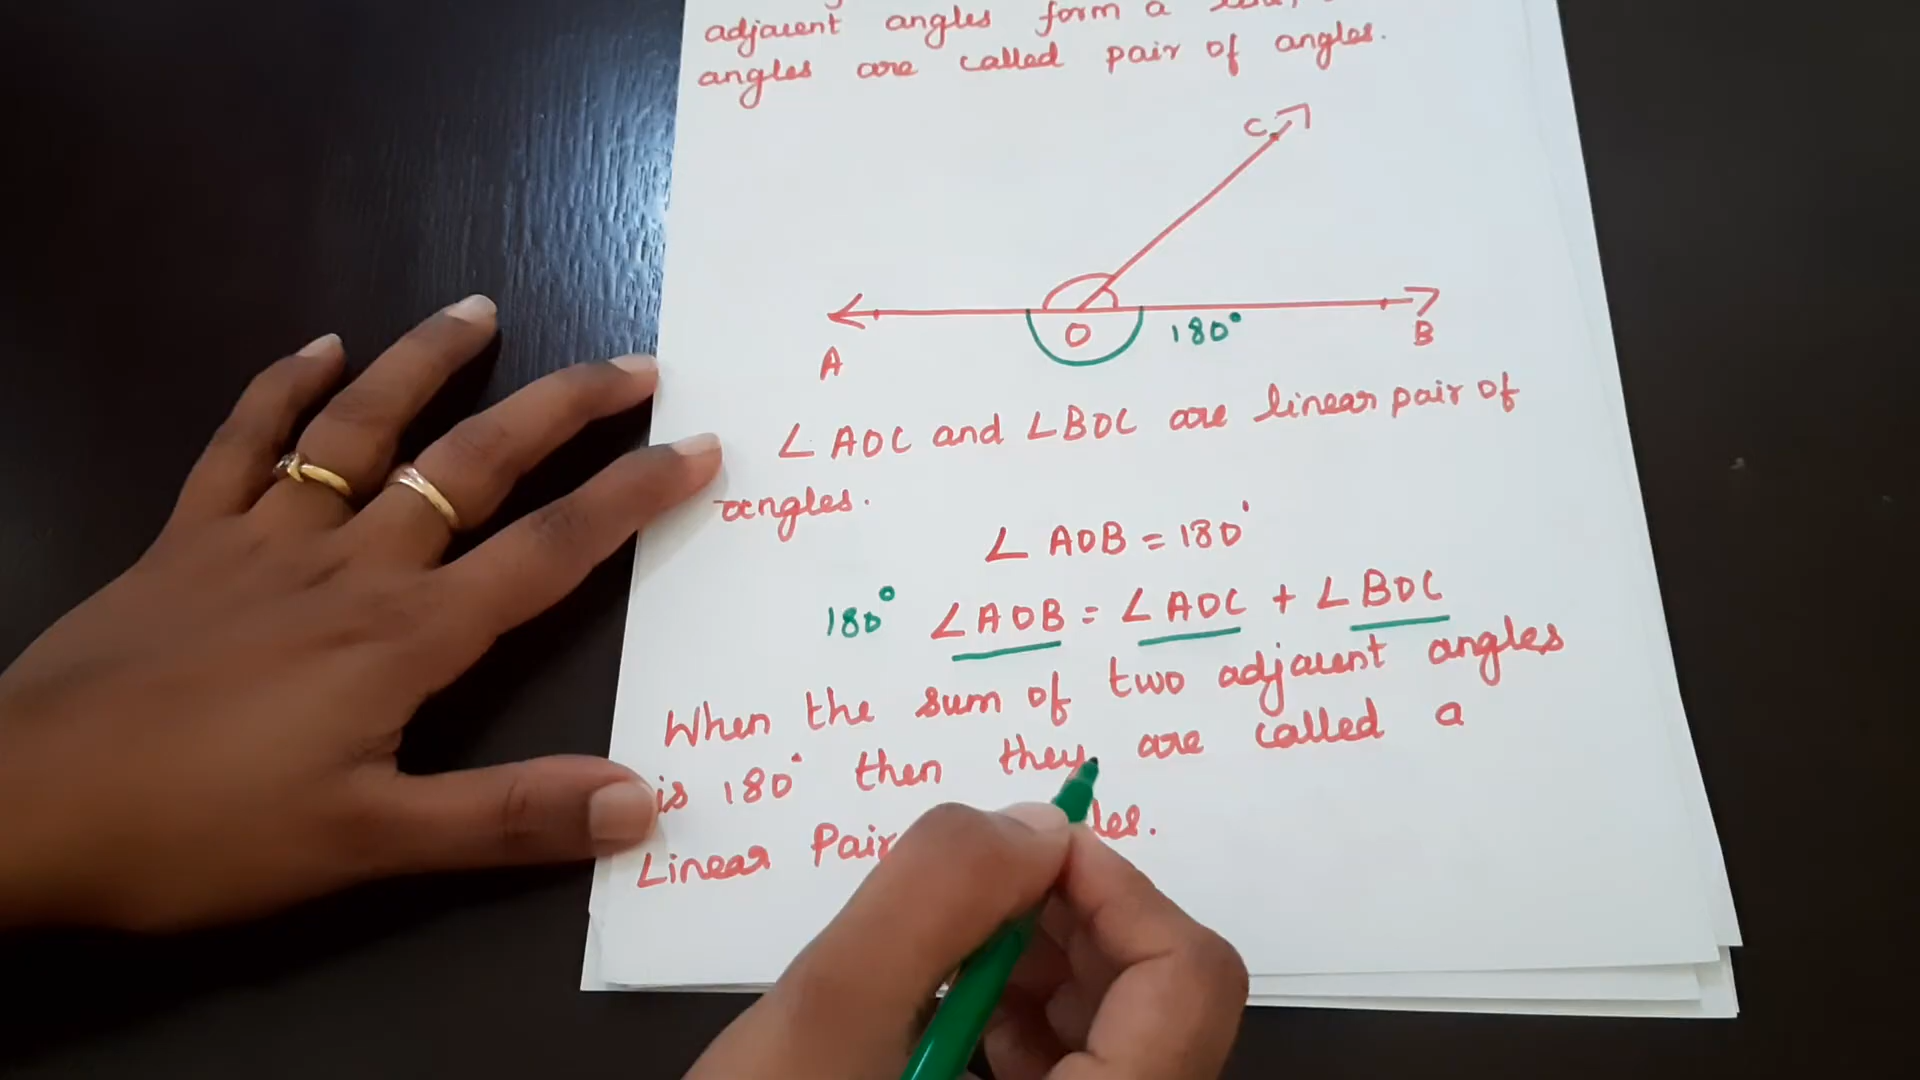 adjacent angles form a
angles are called pair of angles.
C
O
180°
A
B
∠AOC and ∠BOC are linear pair of
angles.
∠AOB = 180°
180° ∠AOB = ∠AOC + ∠BOC
When the sum of two adjacent angles
is 180° then they are called a
Linear Pair